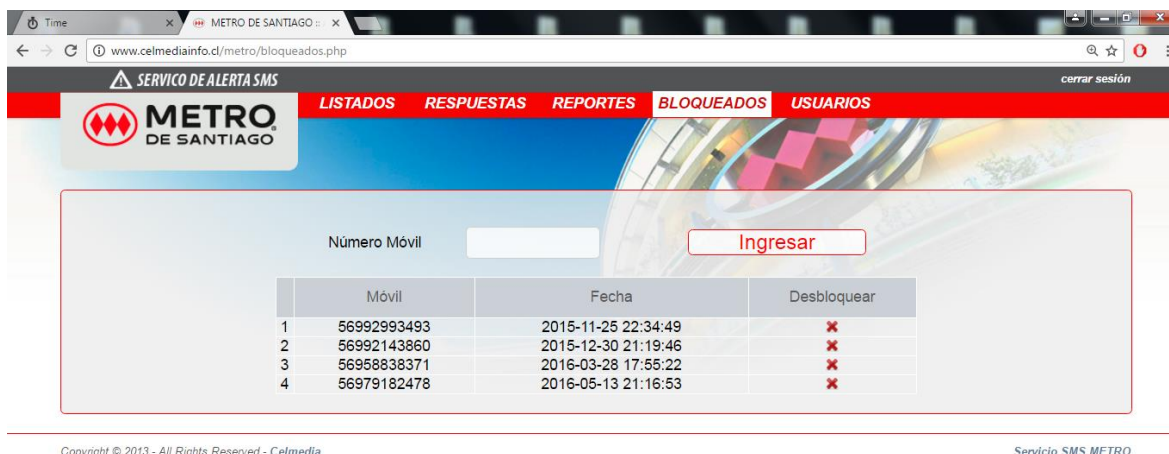 Time
METRO DE SANTIAGO ::
www.celmediainfo.cl/metro/bloqueados.php
SERVICO DE ALERTA SMS
cerrar sesión
METRO
DE SANTIAGO
LISTADOS RESPUESTAS REPORTES BLOQUEADOS USUARIOS
Número Móvil
Ingresar
Móvil Fecha Desbloquear
1 56992993493 2015-11-25 22:34:49
2 56992143860 2015-12-30 21:19:46
3 56958838371 2016-03-28 17:55:22
4 56979182478 2016-05-13 21:16:53
Copyright © 2013 - All Rights Reserved - Celmedia
Servicio SMS METRO